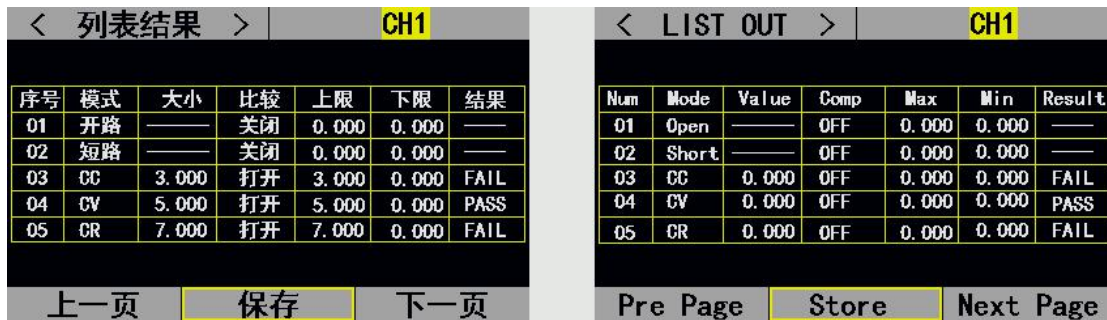 < 列表结果 > CH1
序号 模式 大小 比较 上限 下限 结果
01 开路 —— 关闭 0.000 0.000 ——
02 短路 —— 关闭 0.000 0.000 ——
03 CC 3.000 打开 3.000 0.000 FAIL
04 CV 5.000 打开 5.000 0.000 PASS
05 CR 7.000 打开 7.000 0.000 FAIL
上一页 保存 下一页
< LIST OUT > CH1
Num Mode Value Comp Max Min Result
01 Open —— OFF 0.000 0.000 ——
02 Short —— OFF 0.000 0.000 ——
03 CC 0.000 OFF 0.000 0.000 FAIL
04 CV 0.000 OFF 0.000 0.000 PASS
05 CR 0.000 OFF 0.000 0.000 FAIL
Pre Page Store Next Page